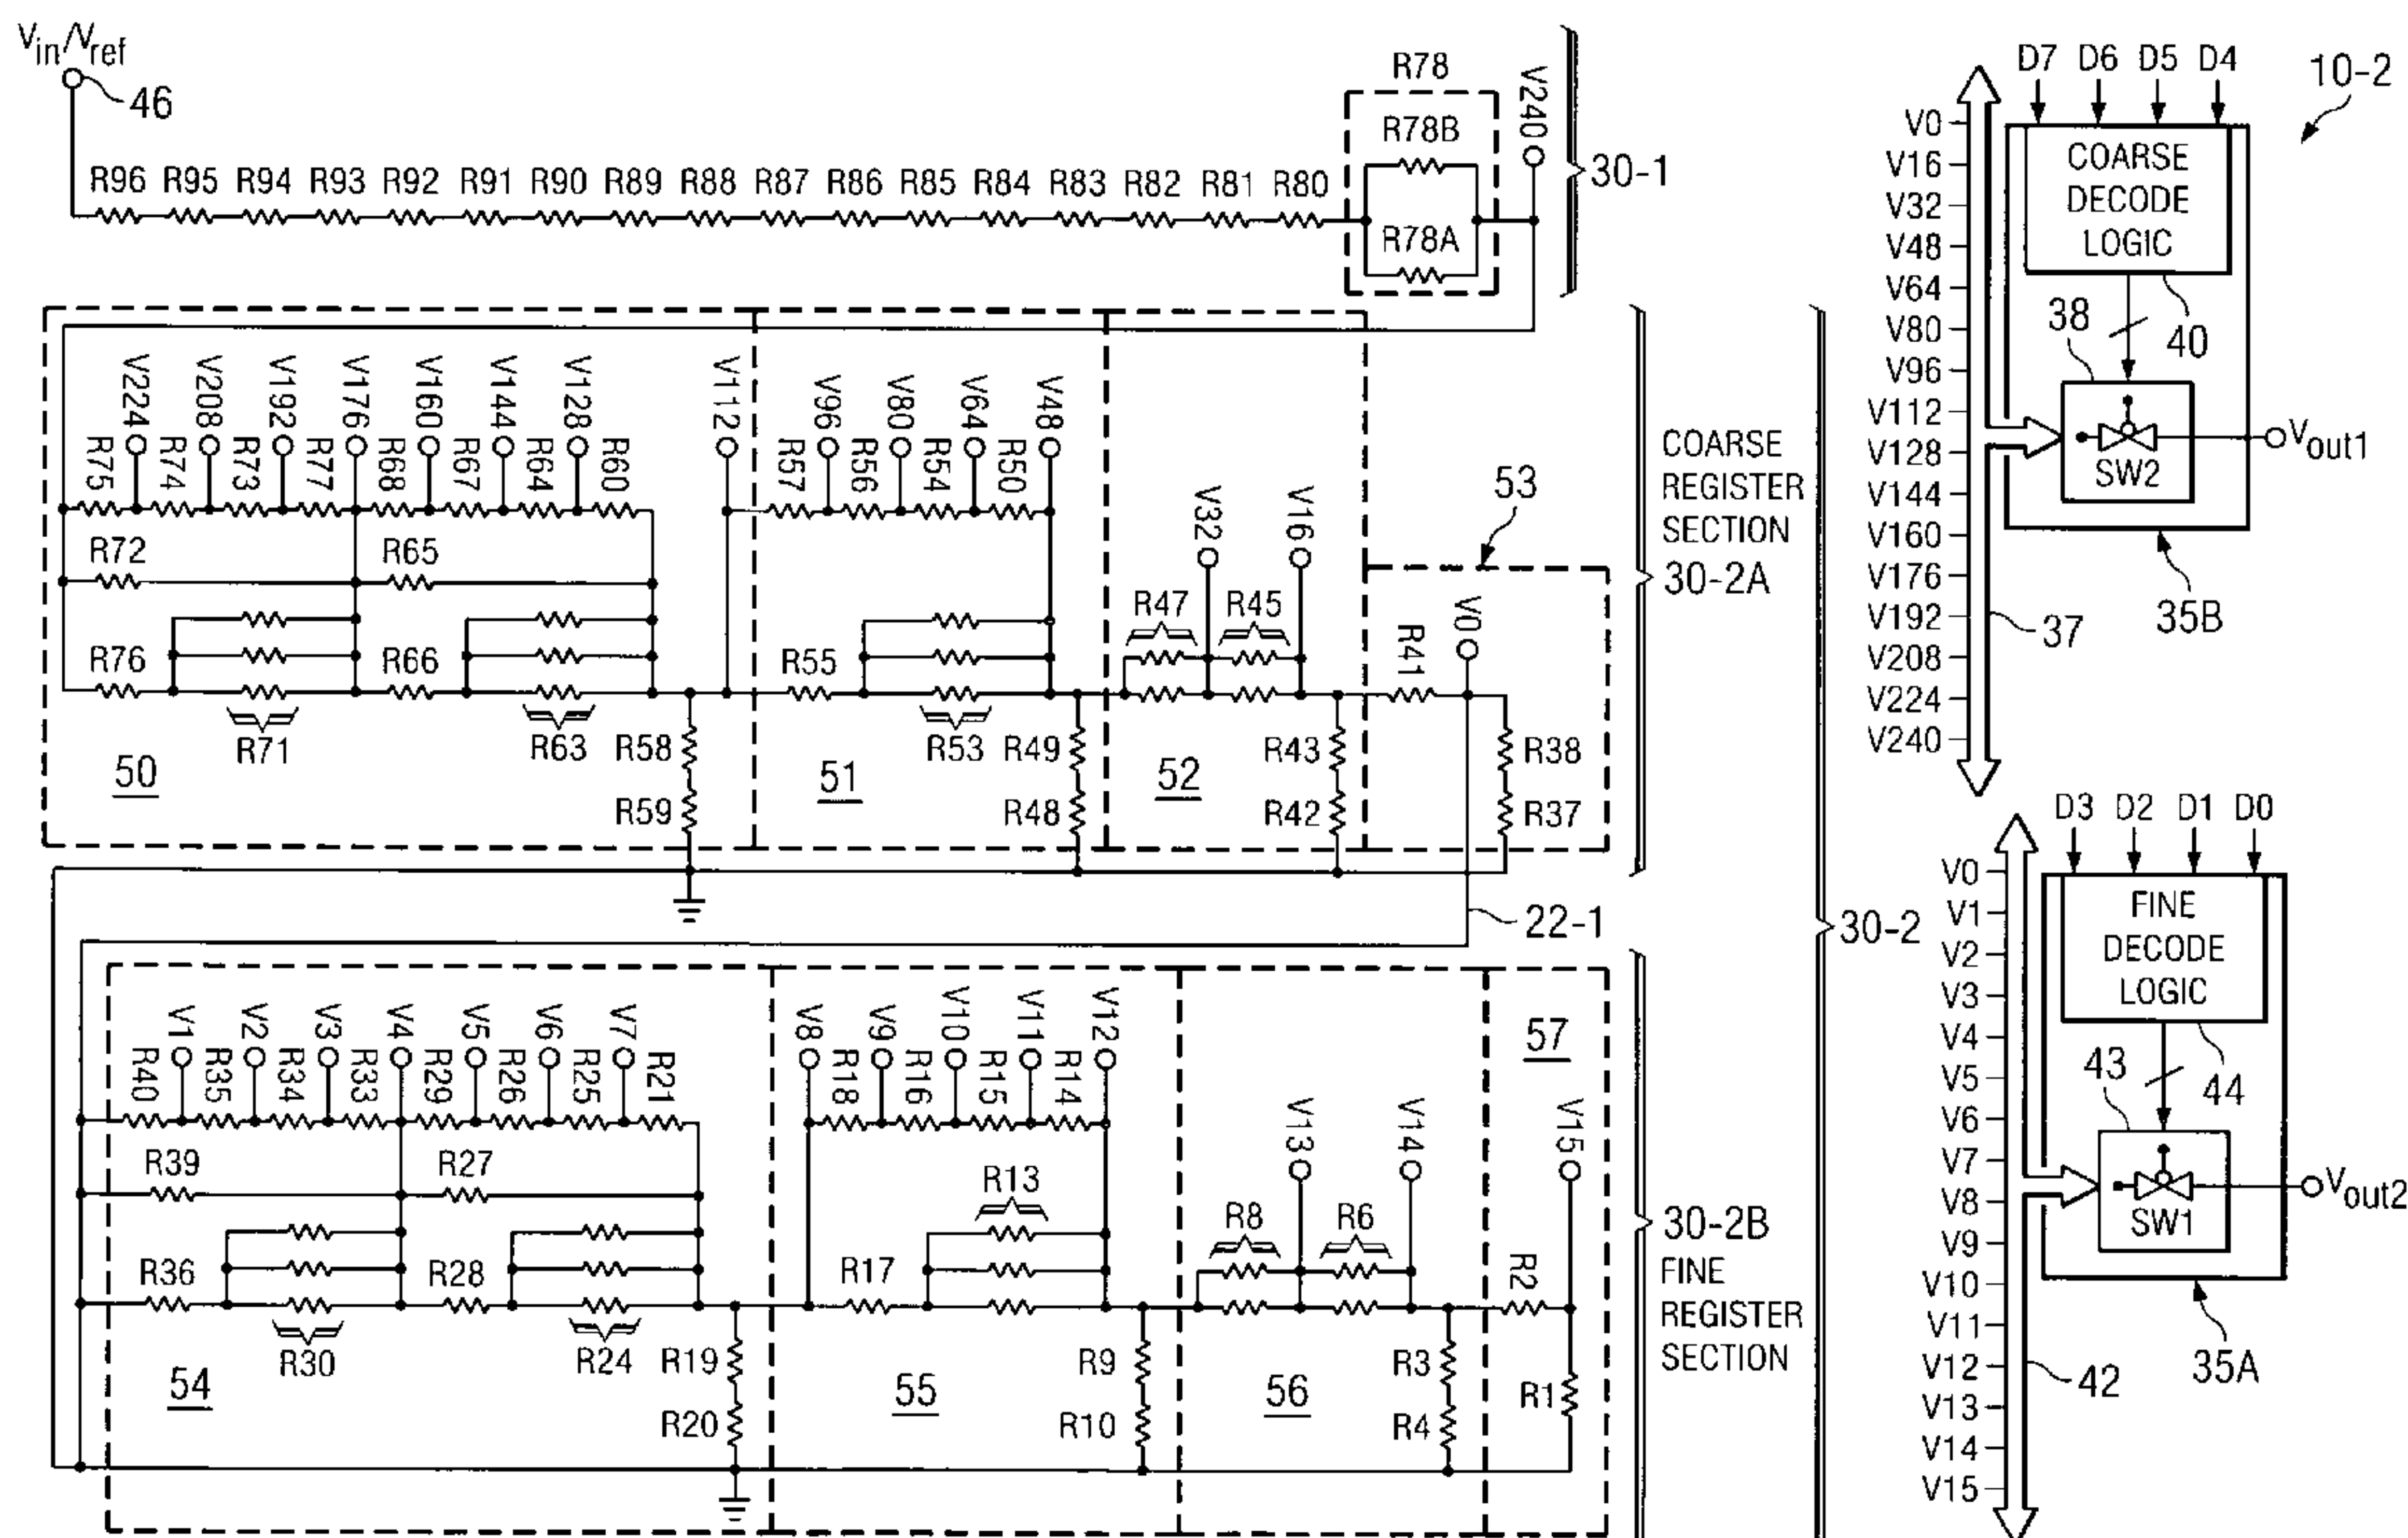 Vin/Vref
46
R96 R95 R94 R93 R92 R91 R90 R89 R88 R87 R86 R85 R84 R83 R82 R81 R80
R78
R78B
R78A
V240
30-1
V224 V208 V192 V176 V160 V144 V128 V112 V96 V80 V64 V48
R75 R74 R73 R77 R68 R67 R64 R60 R57 R56 R54 R50
V32 V16
53
R72 R65
R47 R45
V0
R76 R66 R55
R41
R71 R63 R58 R53 R49 R43 R38
50 51 52
R59 R48 R42 R37
COARSE
REGISTER
SECTION
30-2A
22-1
30-2
V1 V2 V3 V4 V5 V6 V7 V8 V9 V10 V11 V12
R40 R35 R34 R33 R29 R26 R25 R21 R18 R16 R15 R14
57
V13 V14 V15
R39 R27 R13
R8 R6
R36 R28 R17 R2
R30 R24 R19 R9 R3 R1
54 55 56
R20 R10 R4
30-2B
FINE
REGISTER
SECTION
D7 D6 D5 D4
10-2
V0
V16
V32
V48
V64
V80
V96
V112
V128
V144
V160
V176
V192
V208
V224
V240
COARSE
DECODE
LOGIC
38
40
SW2
Vout1
35B
37
D3 D2 D1 D0
V0
V1
V2
V3
V4
V5
V6
V7
V8
V9
V10
V11
V12
V13
V14
V15
FINE
DECODE
LOGIC
43
44
SW1
Vout2
35A
42